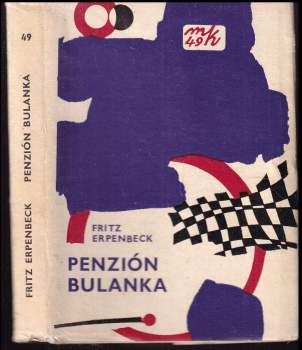 49
FRITZ ERPENBECK PENZIÓN BULANKA
mk
49
FRITZ
ERPENBECK
PENZIÓN
BULANKA